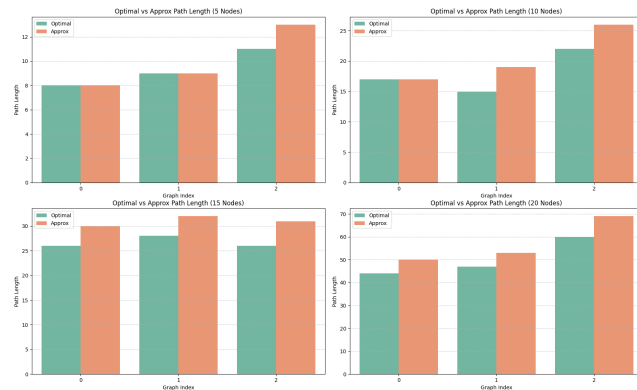 Optimal vs Approx Path Length (5 Nodes)
Optimal
Approx
Path Length
12
10
8
6
4
2
0
0 1 2
Graph Index
Optimal vs Approx Path Length (10 Nodes)
Optimal
Approx
Path Length
25
20
15
10
5
0
0 1 2
Graph Index
Optimal vs Approx Path Length (15 Nodes)
Optimal
Approx
Path Length
30
25
20
15
10
5
0
0 1 2
Graph Index
Optimal vs Approx Path Length (20 Nodes)
Optimal
Approx
Path Length
70
60
50
40
30
20
10
0
0 1 2
Graph Index